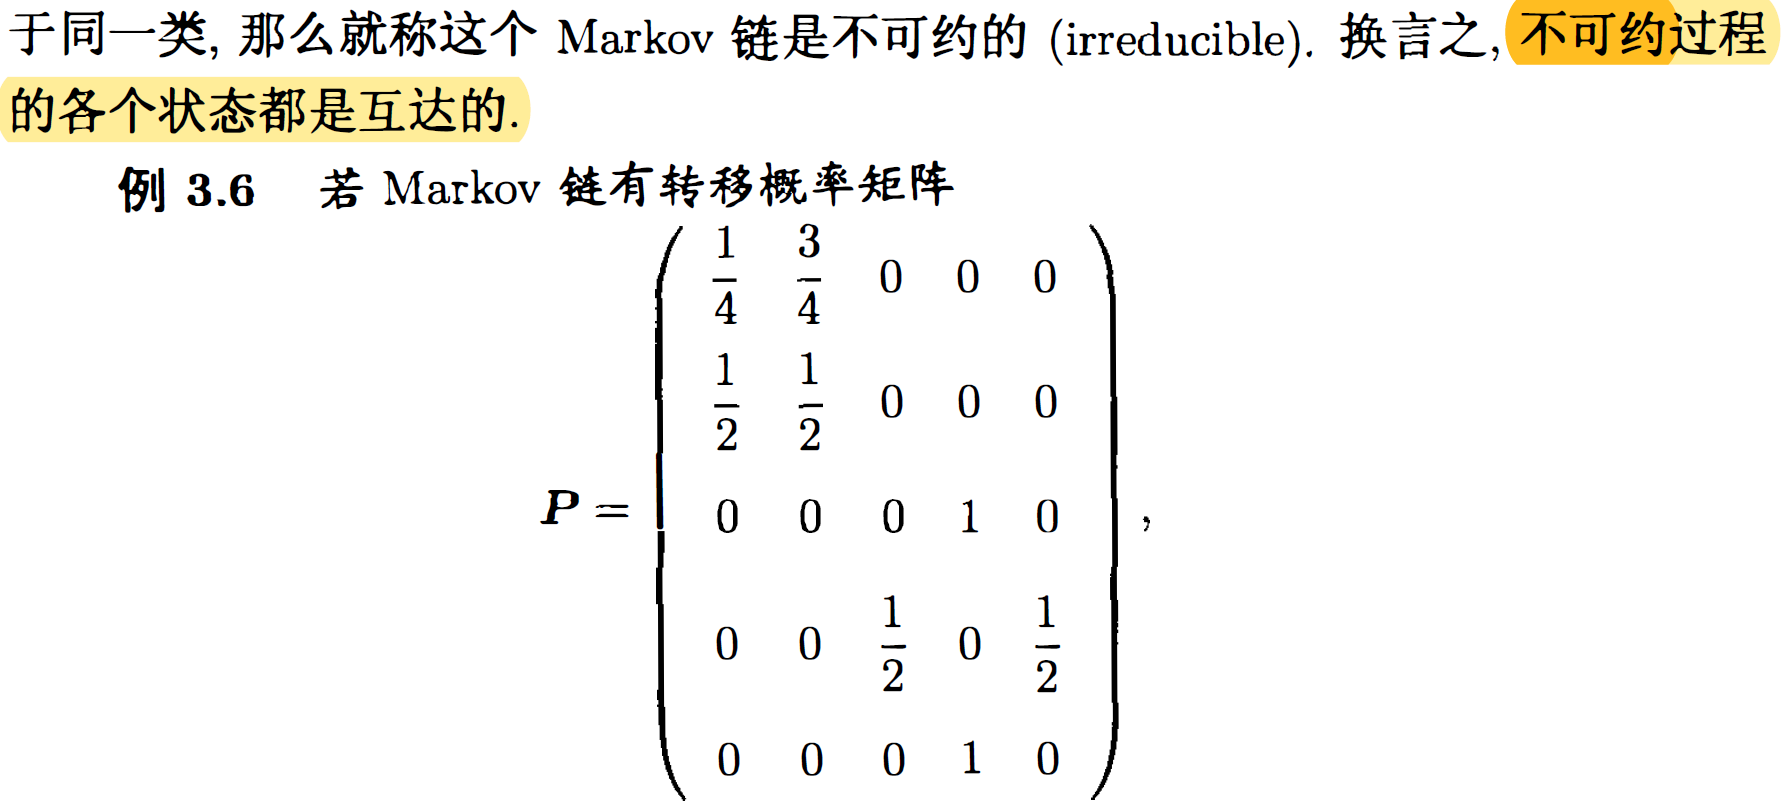 于同一类, 那么就称这个 Markov 链是不可约的 (irreducible). 换言之, 不可约过程
的各个状态都是互达的.
例 3.6 若 Markov 链有转移概率矩阵
1/4 3/4 0 0 0
1/2 1/2 0 0 0
P = 0 0 0 1 0 ,
0 0 1/2 0 1/2
0 0 0 1 0